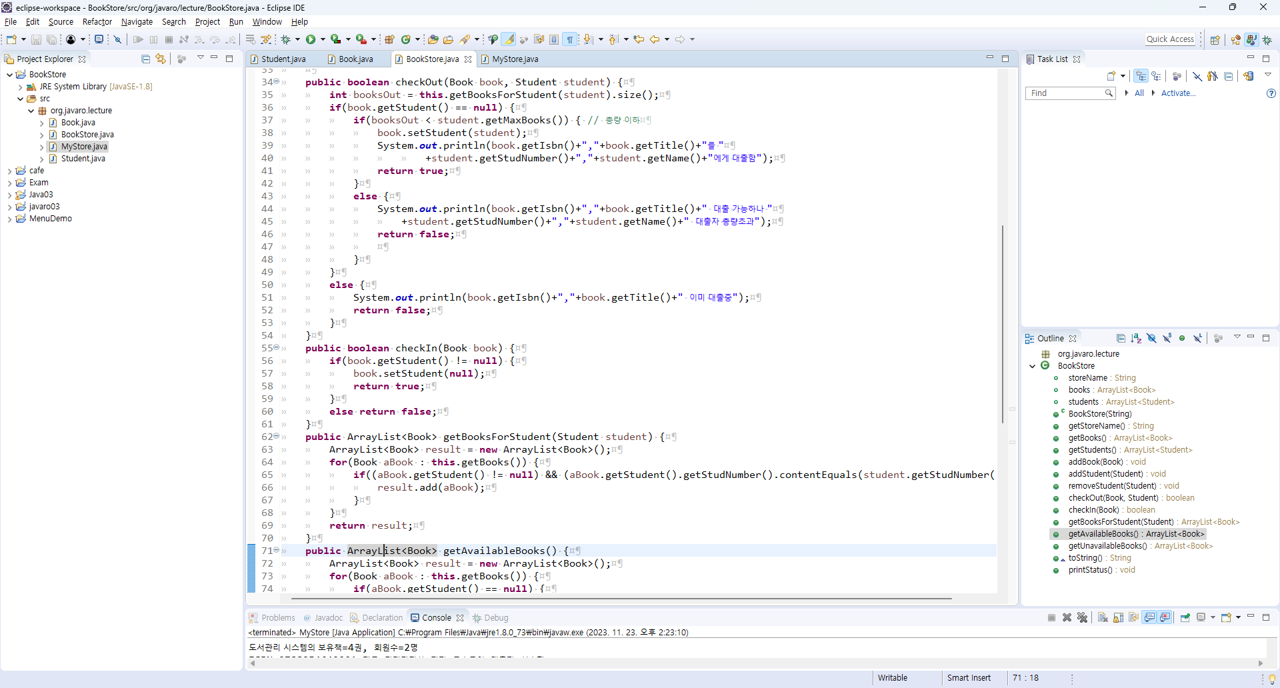 eclipse-workspace - BookStore/src/org/javaro/lecture/BookStore.java - Eclipse IDE
File Edit Source Refactor Navigate Search Project Run Window Help
Quick Access
Project Explorer
BookStore
JRE System Library [JavaSE-1.8]
src
org.javaro.lecture
Book.java
BookStore.java
MyStore.java
Student.java
cafe
Exam
Java03
javaro03
MenuDemo
Student.java Book.java BookStore.java MyStore.java
33
34 public boolean checkOut(Book book, Student student) {
35 int booksOut = this.getBooksForStudent(student).size();
36 if(book.getStudent() == null) {
37 if(booksOut < student.getMaxBooks()) { // 총량 이하
38 book.setStudent(student);
39 System.out.println(book.getIsbn()+","+book.getTitle()+"를 "
40 +student.getStudNumber()+","+student.getName()+"에게 대출함");
41 return true;
42 }
43 else {
44 System.out.println(book.getIsbn()+","+book.getTitle()+" 대출 가능하나 "
45 +student.getStudNumber()+","+student.getName()+" 대출자 총량초과");
46 return false;
47
48 }
49 }
50 else {
51 System.out.println(book.getIsbn()+","+book.getTitle()+" 이미 대출중");
52 return false;
53 }
54 }
55 public boolean checkIn(Book book) {
56 if(book.getStudent() != null) {
57 book.setStudent(null);
58 return true;
59 }
60 else return false;
61 }
62 public ArrayList<Book> getBooksForStudent(Student student) {
63 ArrayList<Book> result = new ArrayList<Book>();
64 for(Book aBook : this.getBooks()) {
65 if((aBook.getStudent() != null) && (aBook.getStudent().getStudNumber().contentEquals(student.getStudNumber(
66 result.add(aBook);
67 }
68 }
69 return result;
70 }
71 public ArrayList<Book> getAvailableBooks() {
72 ArrayList<Book> result = new ArrayList<Book>();
73 for(Book aBook : this.getBooks()) {
74 if(aBook.getStudent() == null) {
Task List
Find All Activate...
Outline
org.javaro.lecture
BookStore
storeName : String
books : ArrayList<Book>
students : ArrayList<Student>
BookStore(String)
getStoreName() : String
getBooks() : ArrayList<Book>
getStudents() : ArrayList<Student>
addBook(Book) : void
addStudent(Student) : void
removeStudent(Student) : void
checkOut(Book, Student) : boolean
checkIn(Book) : boolean
getBooksForStudent(Student) : ArrayList<Book>
getAvailableBooks() : ArrayList<Book>
getUnavailableBooks() : ArrayList<Book>
toString() : String
printStatus() : void
Problems Javadoc Declaration Console Debug
<terminated> MyStore [Java Application] C:₩Program Files₩Java₩jre1.8.0_73₩bin₩javaw.exe (2023. 11. 23. 오후 2:23:10)
도서관리 시스템의 보유책=4권, 회원수=2명
Writable Smart Insert 71 : 18